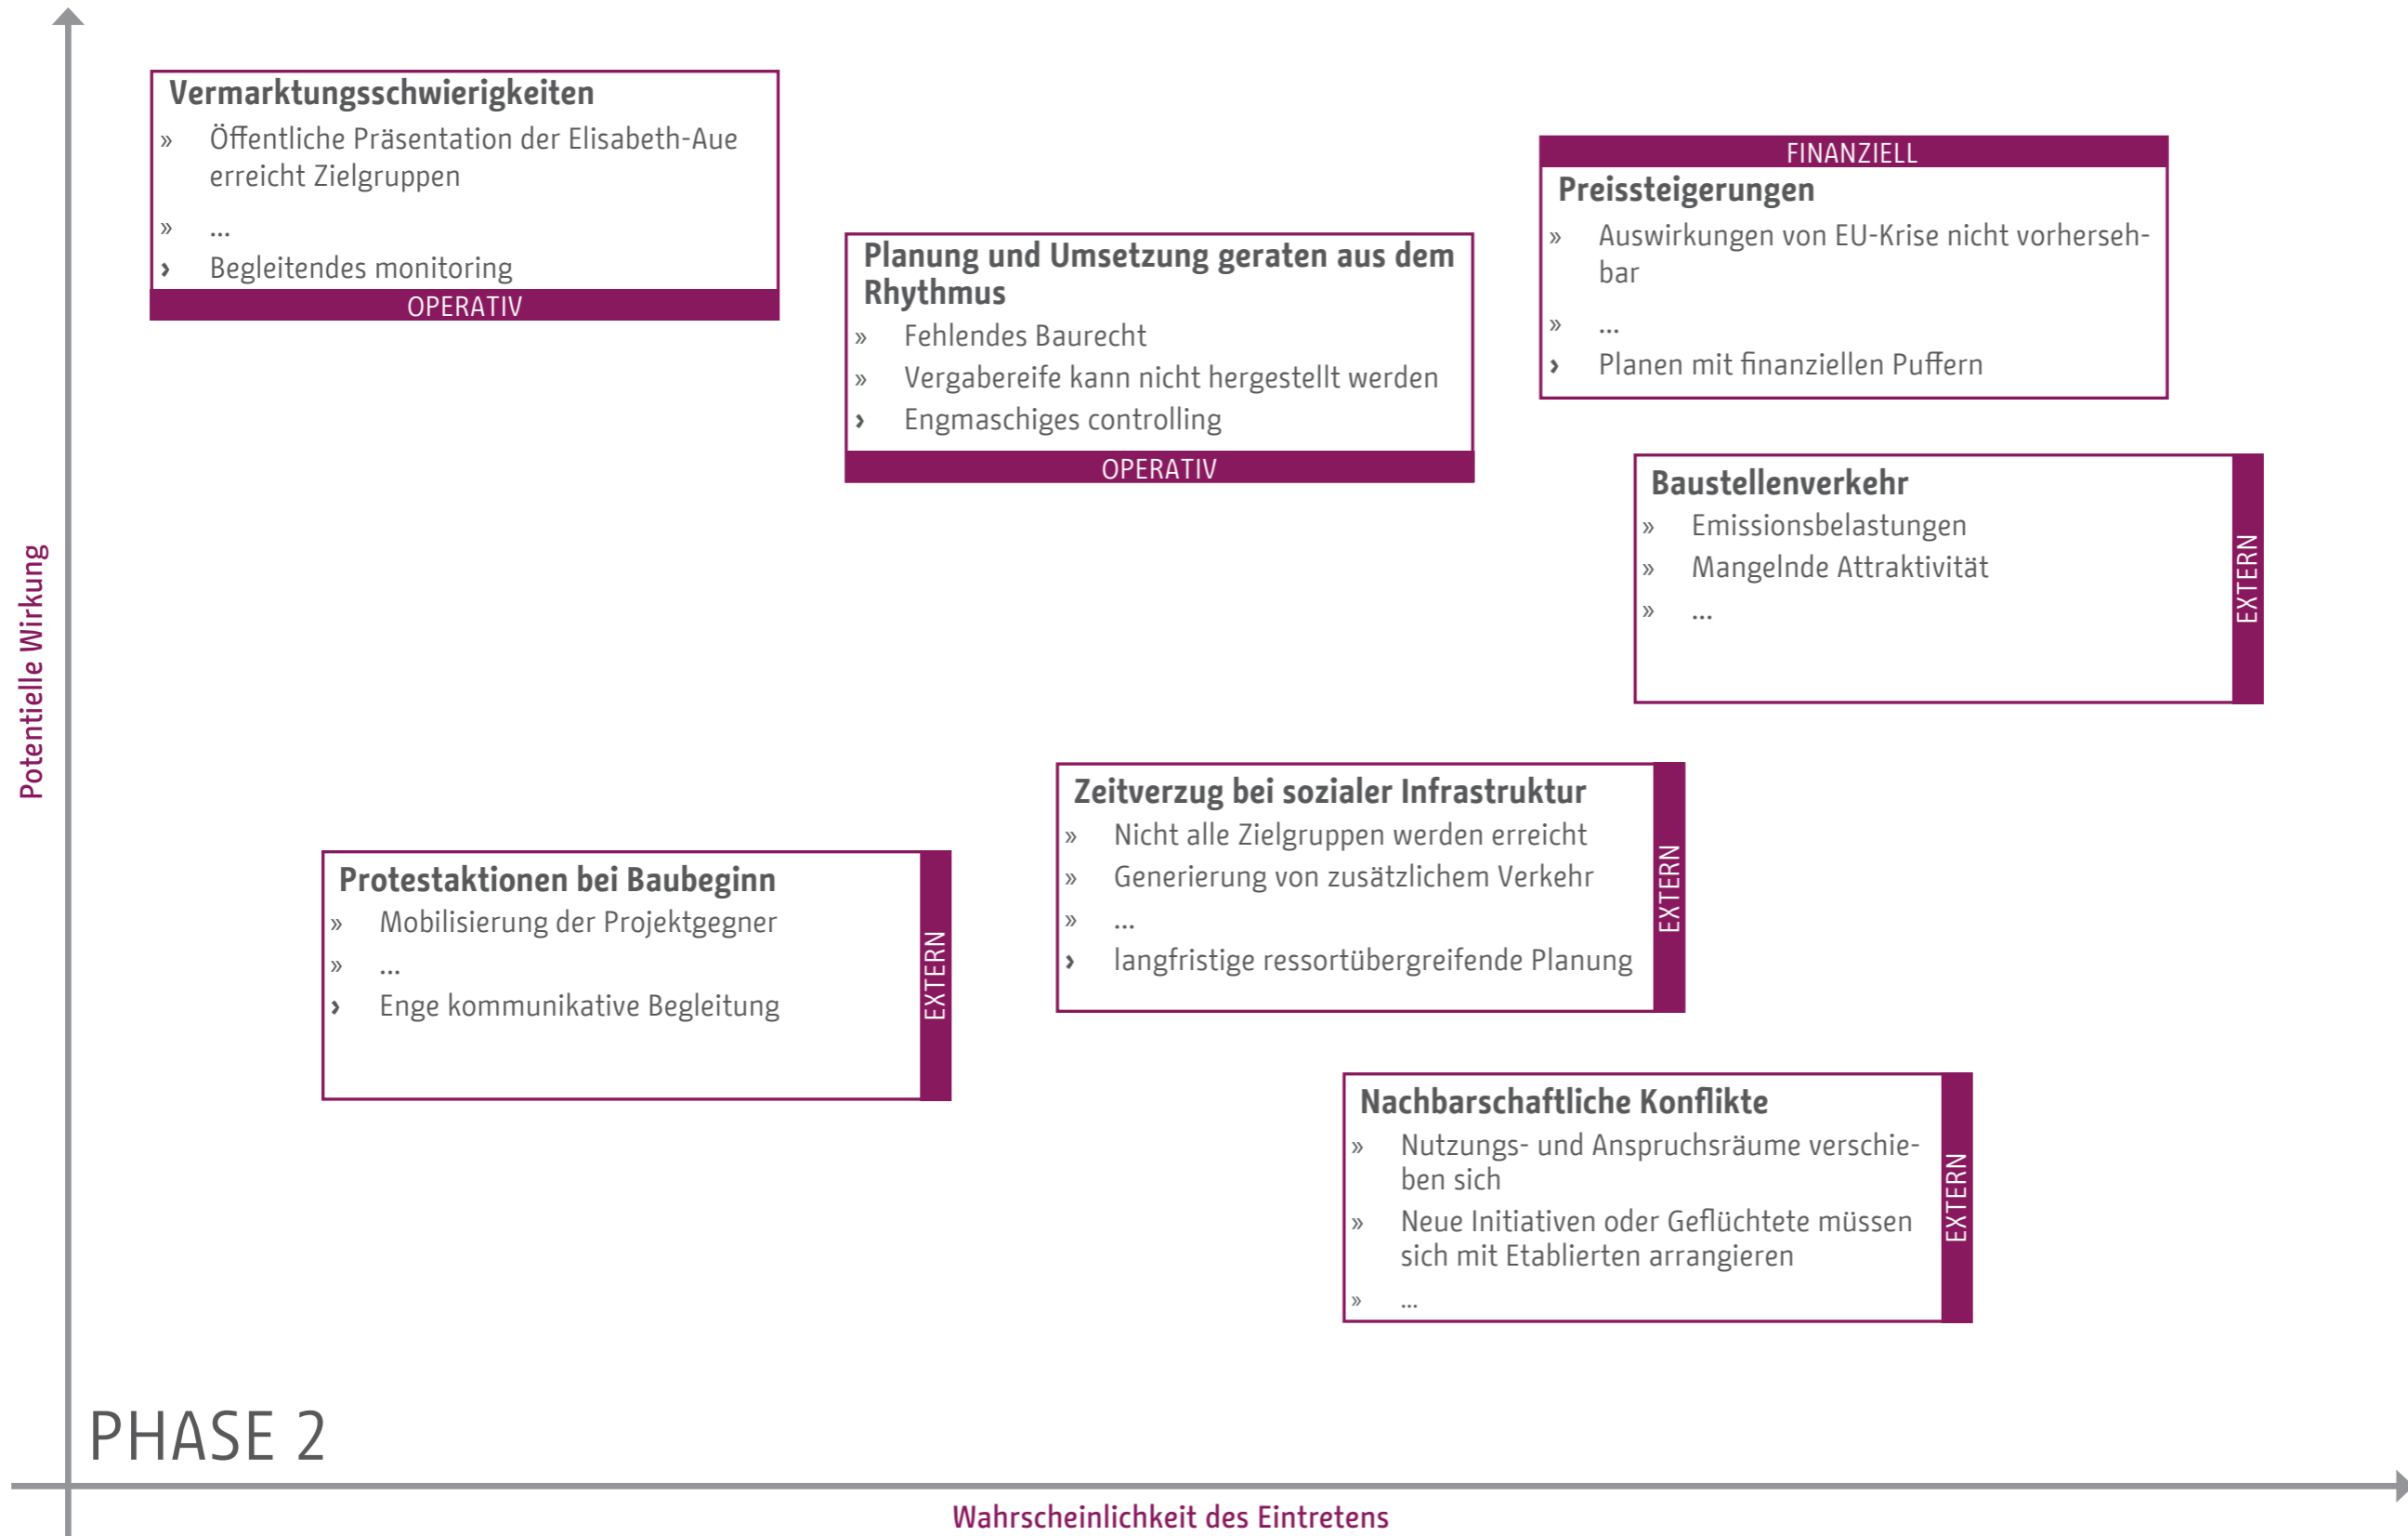 Potentielle Wirkung
Vermarktungsschwierigkeiten
» Öffentliche Präsentation der Elisabeth-Aue
erreicht Zielgruppen
» ...
› Begleitendes monitoring
OPERATIV
Planung und Umsetzung geraten aus dem
Rhythmus
» Fehlendes Baurecht
» Vergabereife kann nicht hergestellt werden
› Engmaschiges controlling
OPERATIV
FINANZIELL
Preissteigerungen
» Auswirkungen von EU-Krise nicht vorherseh-
bar
» ...
› Planen mit finanziellen Puffern
Baustellenverkehr
» Emissionsbelastungen
» Mangelnde Attraktivität
» ...
EXTERN
Zeitverzug bei sozialer Infrastruktur
» Nicht alle Zielgruppen werden erreicht
» Generierung von zusätzlichem Verkehr
» ...
› langfristige ressortübergreifende Planung
EXTERN
Protestaktionen bei Baubeginn
» Mobilisierung der Projektgegner
» ...
› Enge kommunikative Begleitung
EXTERN
Nachbarschaftliche Konflikte
» Nutzungs- und Anspruchsräume verschie-
ben sich
» Neue Initiativen oder Geflüchtete müssen
sich mit Etablierten arrangieren
» ...
EXTERN
PHASE 2
Wahrscheinlichkeit des Eintretens